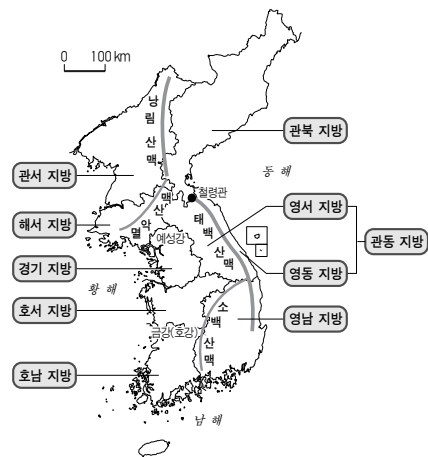 0 100 km
낭림산맥
관북 지방
동 해
관서 지방
철령관
멸악산맥
영서 지방
해서 지방
태백산맥
예성강
관동 지방
경기 지방
영동 지방
황 해
호서 지방
소백산맥
영남 지방
금강(호강)
호남 지방
남 해